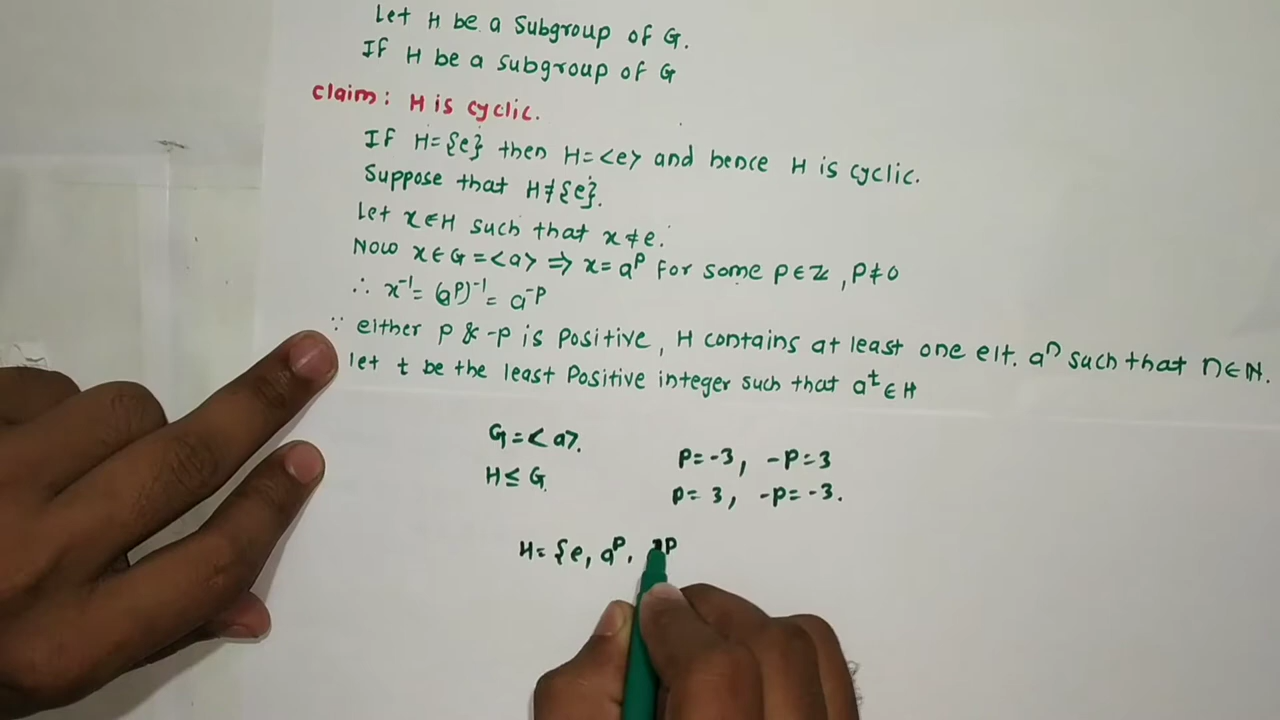 Let H be a subgroup of G.
If H be a subgroup of G
claim: H is cyclic.
If H={e} then H=<e> and hence H is cyclic.
Suppose that H≠{e}.
Let x∈H such that x≠e.
Now x∈G=<a> ⇒ x=a^p for some p∈ℤ, p≠0
∴ x^-1=(a^p)^-1=a^-p
∵ either p & -p is positive, H contains at least one elt. a^n such that n∈ℕ.
let t be the least positive integer such that a^t∈H
G=<a>.
H≤G.
p=-3, -p=3
p=3, -p=-3.
H={e, a^p,